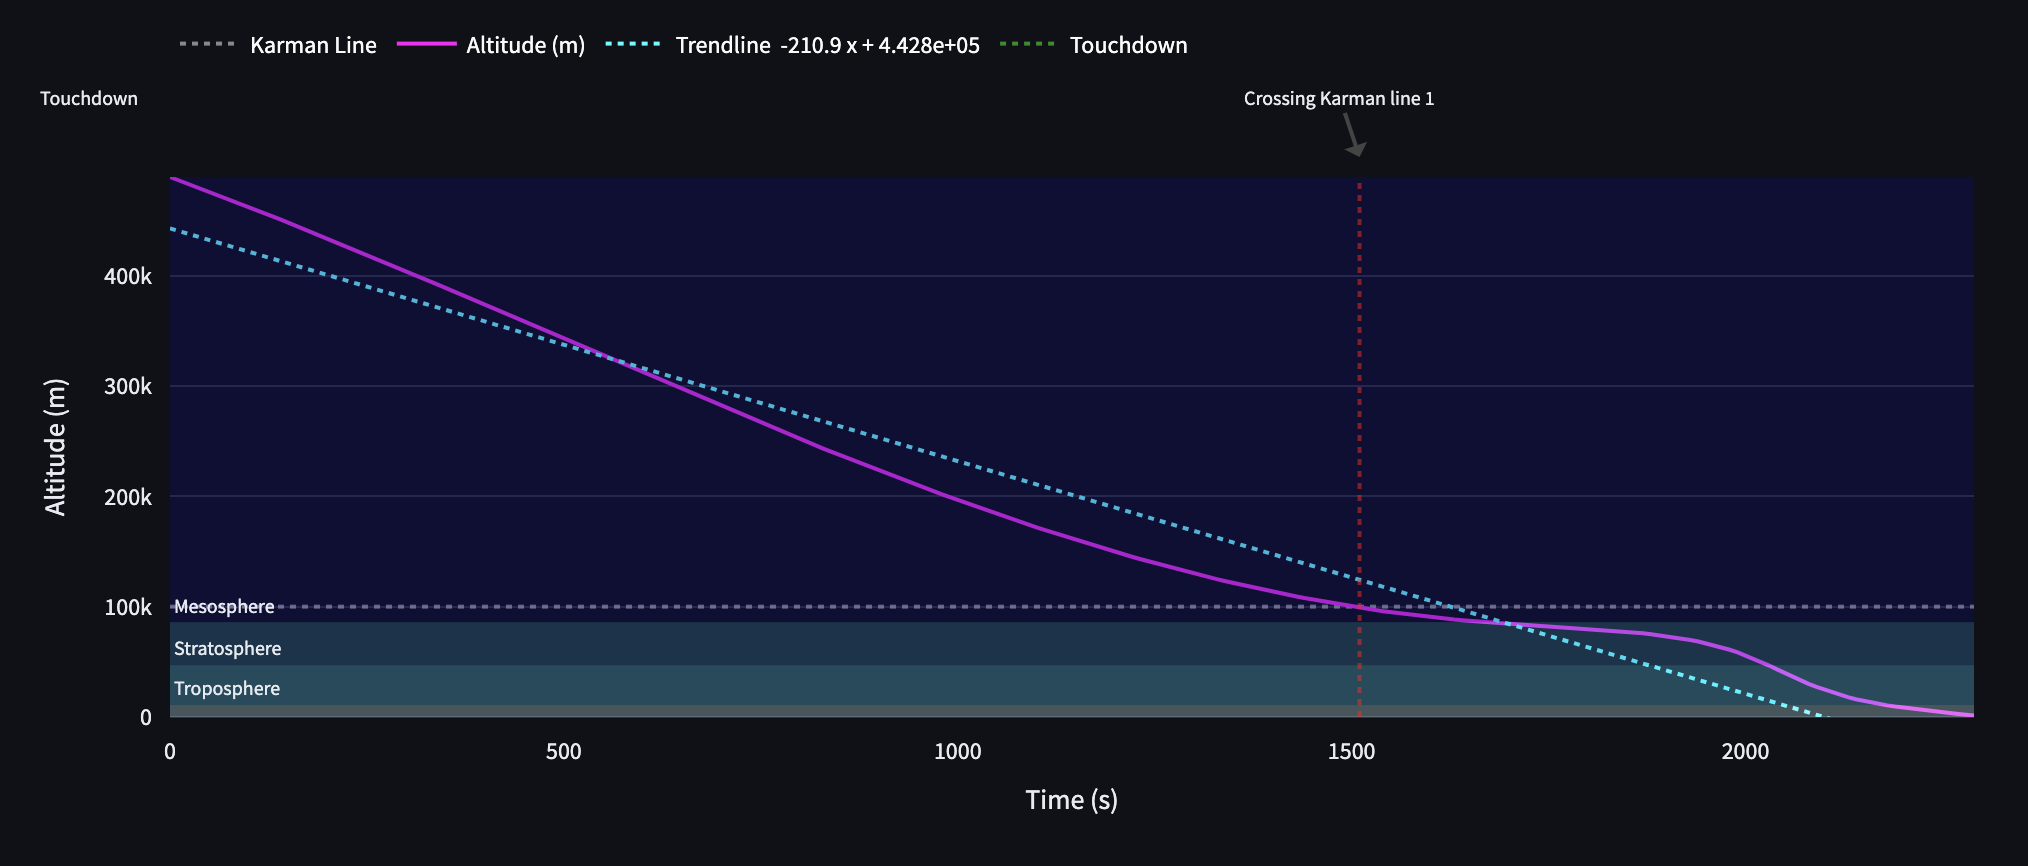 Karman Line
Altitude (m)
Trendline -210.9 x + 4.428e+05
Touchdown
Touchdown
Crossing Karman line 1
Altitude (m)
400k
300k
200k
100k
0
Mesosphere
Stratosphere
Troposphere
0
500
1000
1500
2000
Time (s)